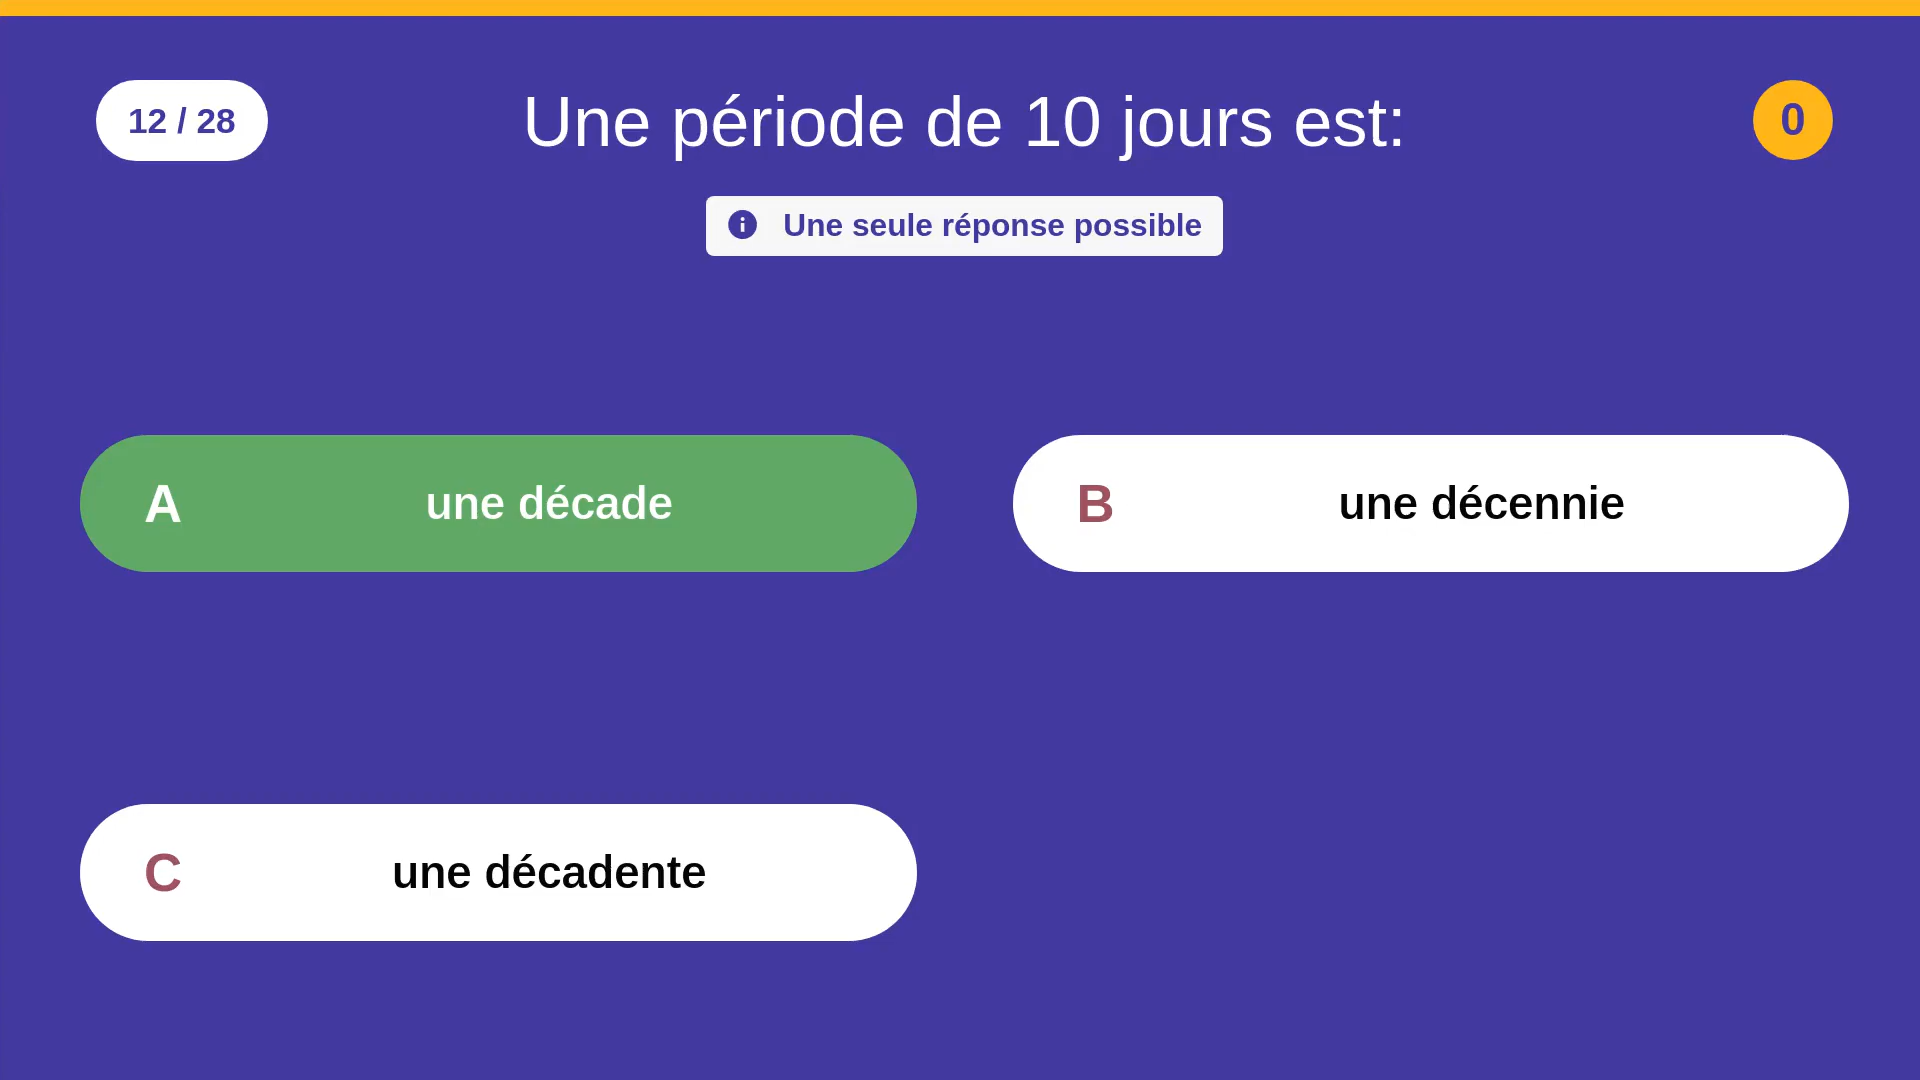 12 / 28
Une période de 10 jours est:
0
Une seule réponse possible
A une décade
B une décennie
C une décadente